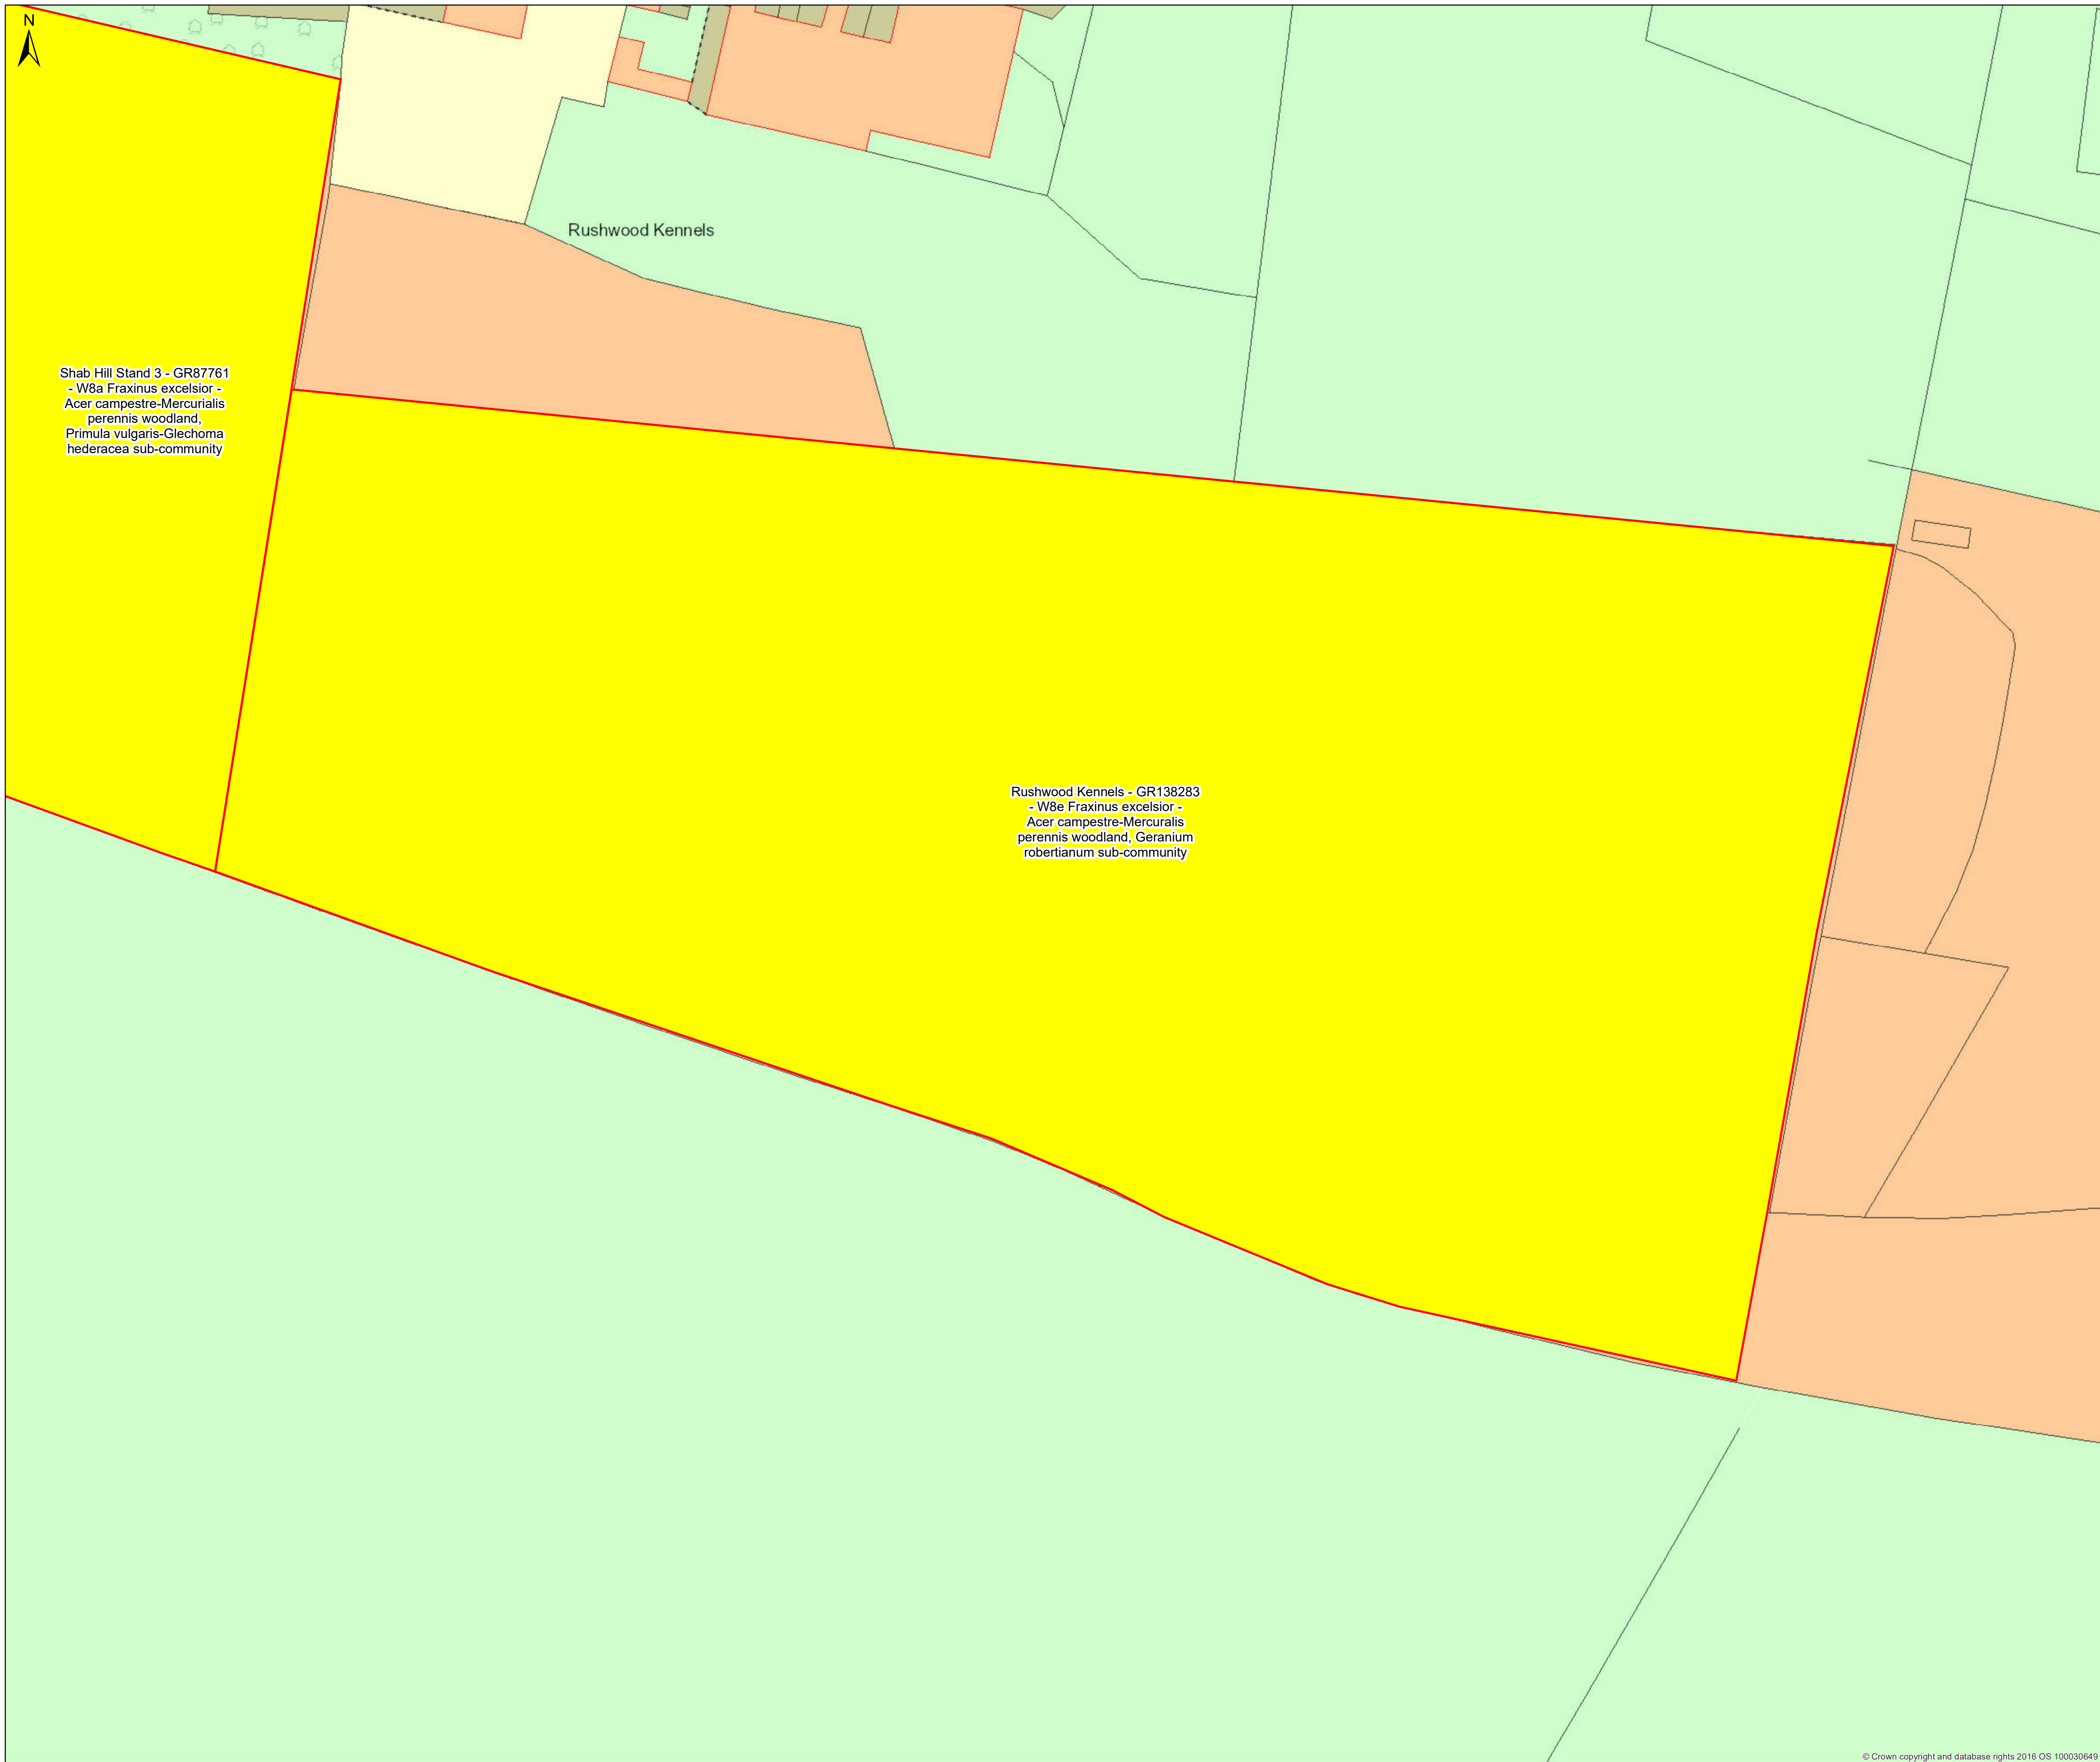 N
Rushwood Kennels
Shab Hill Stand 3 - GR87761
- W8a Fraxinus excelsior -
Acer campestre-Mercurialis
perennis woodland,
Primula vulgaris-Glechoma
hederacea sub-community
Rushwood Kennels - GR138283
- W8e Fraxinus excelsior -
Acer campestre-Mercuralis
perennis woodland, Geranium
robertianum sub-community
© Crown copyright and database rights 2016 OS 100030649